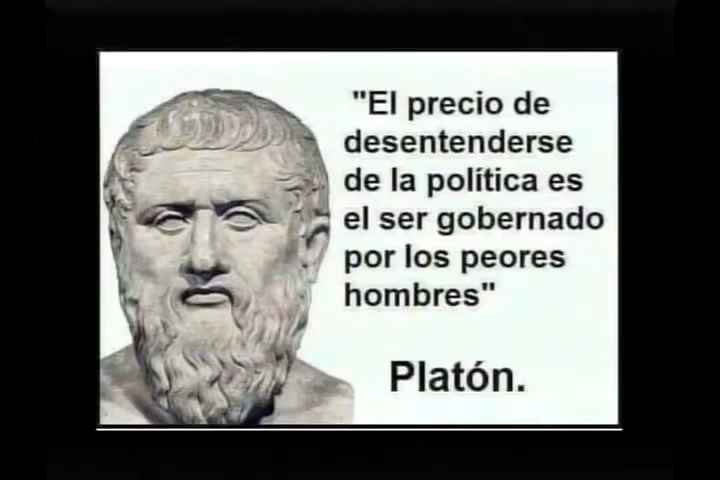 "El precio de
desentenderse
de la política es
el ser gobernado
por los peores
hombres"
Platón.